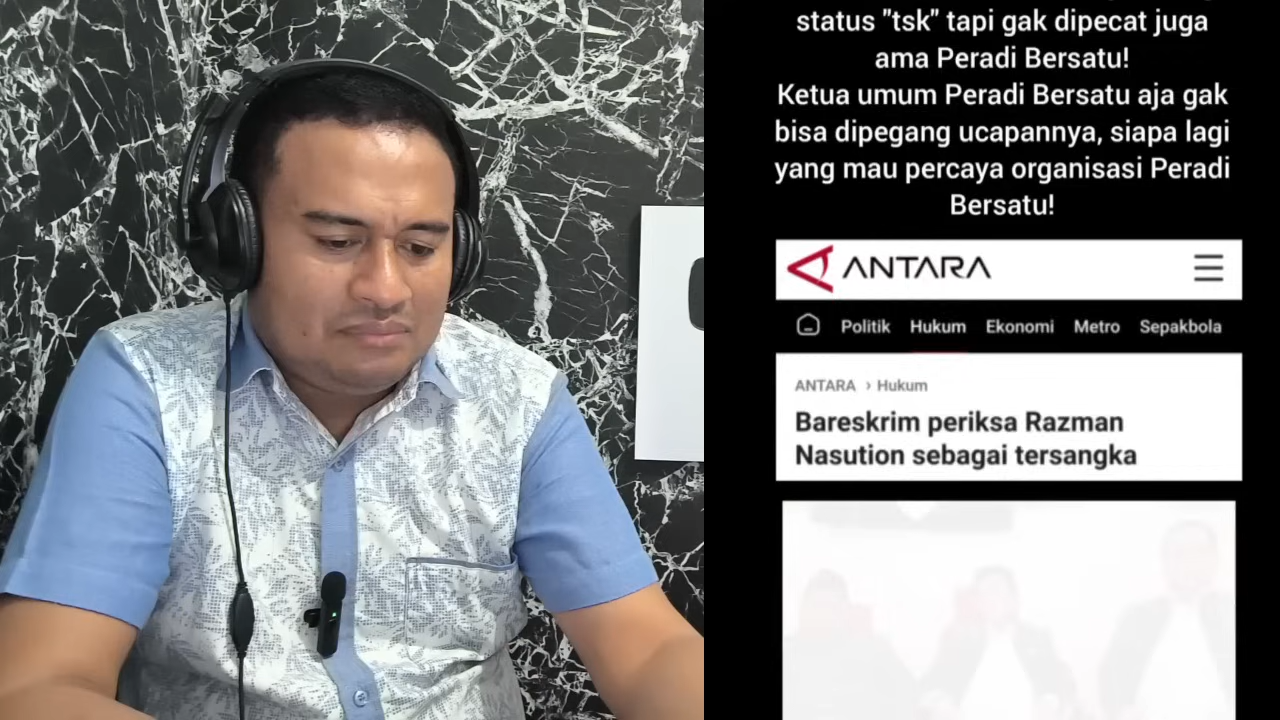 status "tsk" tapi gak dipecat juga
ama Peradi Bersatu!
Ketua umum Peradi Bersatu aja gak
bisa dipegang ucapannya, siapa lagi
yang mau percaya organisasi Peradi
Bersatu!
ANTARA
Politik Hukum Ekonomi Metro Sepakbola
ANTARA › Hukum
Bareskrim periksa Razman
Nasution sebagai tersangka